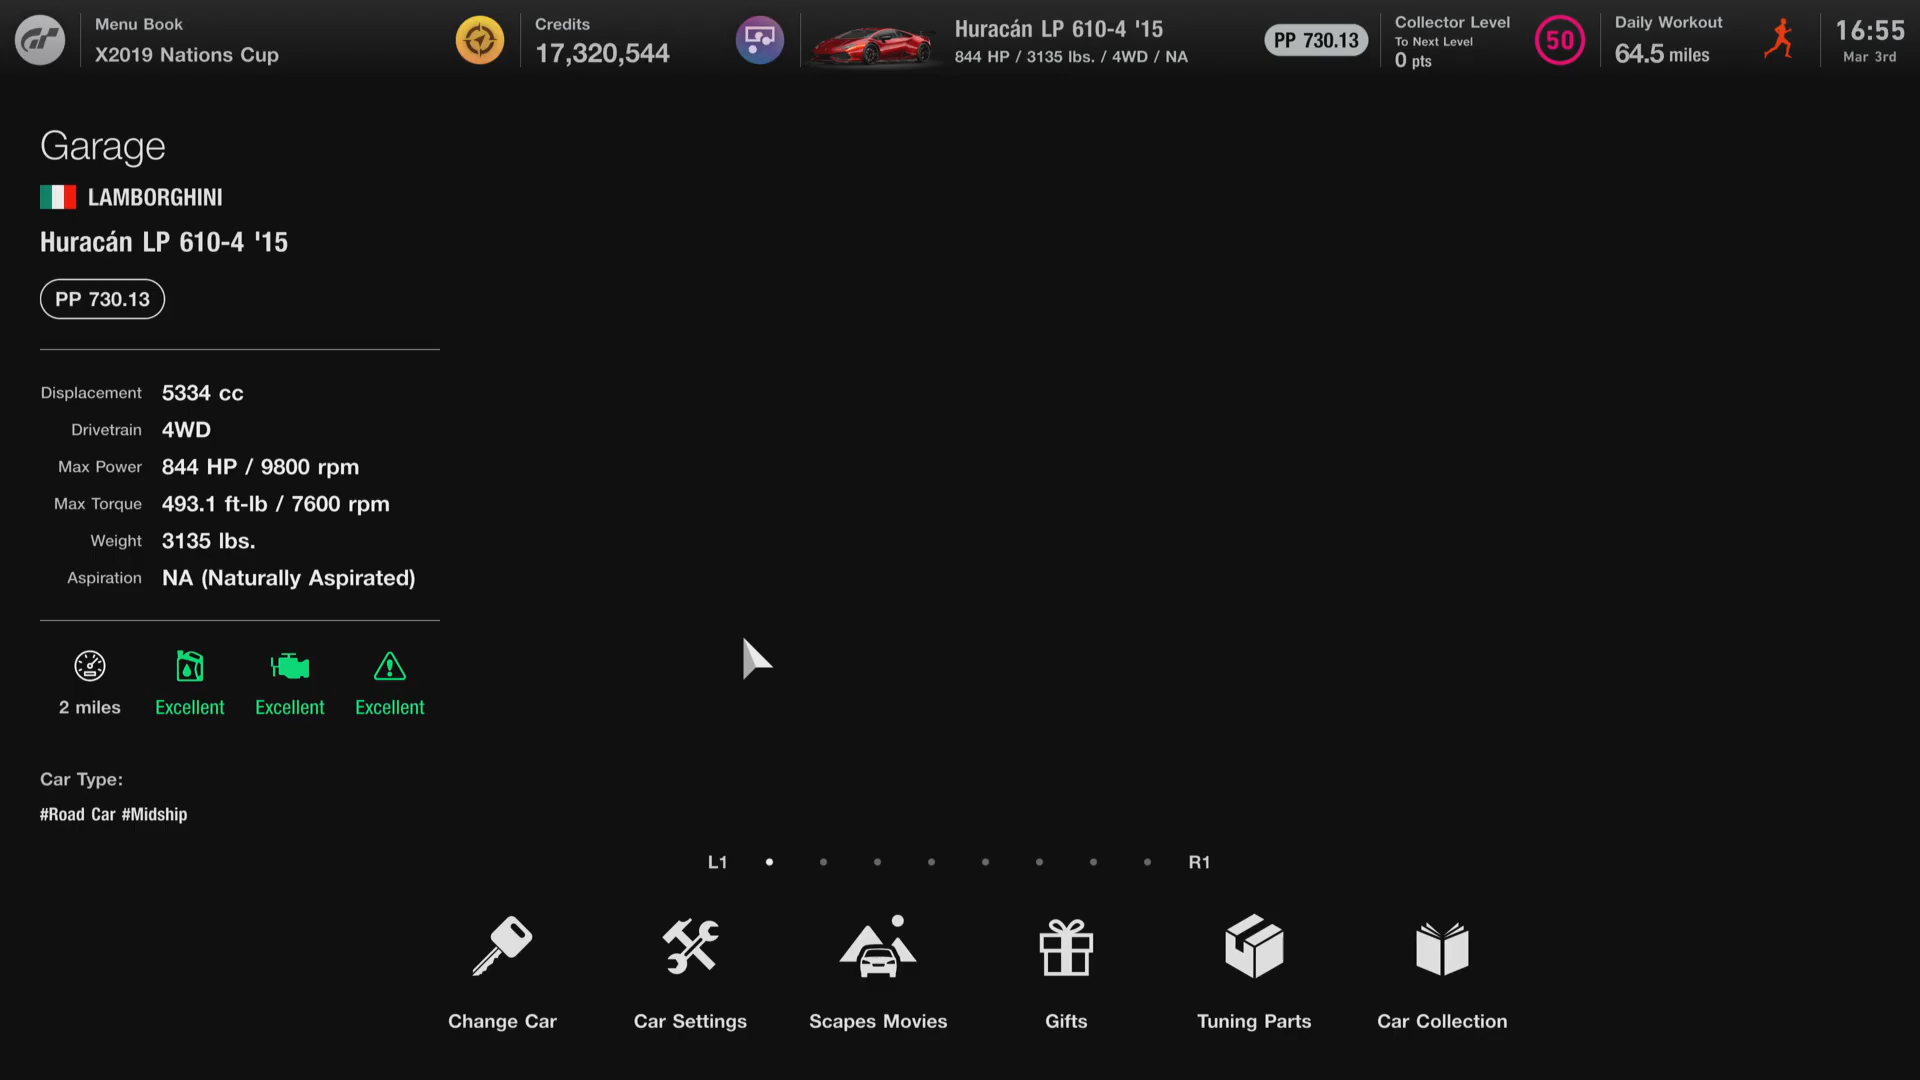 Menu Book
X2019 Nations Cup
Credits
17,320,544
Huracán LP 610-4 '15
844 HP / 3135 lbs. / 4WD / NA
PP 730.13
Collector Level
To Next Level
0 pts
50
Daily Workout
64.5 miles
16:55
Mar 3rd
Garage
LAMBORGHINI
Huracán LP 610-4 '15
PP 730.13
Displacement 5334 cc
Drivetrain 4WD
Max Power 844 HP / 9800 rpm
Max Torque 493.1 ft-lb / 7600 rpm
Weight 3135 lbs.
Aspiration NA (Naturally Aspirated)
2 miles Excellent Excellent Excellent
Car Type:
#Road Car #Midship
L1 R1
Change Car Car Settings Scapes Movies Gifts Tuning Parts Car Collection